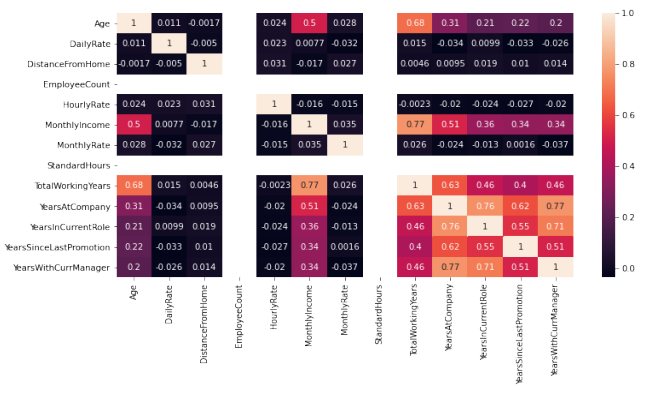 1.0
Age 1 0.011 -0.0017 0.024 0.5 0.028 0.68 0.31 0.21 0.22 0.2
DailyRate 0.011 1 -0.005 0.023 0.0077 -0.032 0.015 -0.034 0.0099 -0.033 -0.026
DistanceFromHome -0.0017 -0.005 1 0.031 -0.017 0.027 0.0046 0.0095 0.019 0.01 0.014
0.8
EmployeeCount
HourlyRate 0.024 0.023 0.031 1 -0.016 -0.015 -0.0023 -0.02 -0.024 -0.027 -0.02
0.6
MonthlyIncome 0.5 0.0077 -0.017 -0.016 1 0.035 0.77 0.51 0.36 0.34 0.34
MonthlyRate 0.028 -0.032 0.027 -0.015 0.035 1 0.026 -0.024 -0.013 0.0016 -0.037
0.4
StandardHours
TotalWorkingYears 0.68 0.015 0.0046 -0.0023 0.77 0.026 1 0.63 0.46 0.4 0.46
YearsAtCompany 0.31 -0.034 0.0095 -0.02 0.51 -0.024 0.63 1 0.76 0.62 0.77
0.2
YearsInCurrentRole 0.21 0.0099 0.019 -0.024 0.36 -0.013 0.46 0.76 1 0.55 0.71
YearsSinceLastPromotion 0.22 -0.033 0.01 -0.027 0.34 0.0016 0.4 0.62 0.55 1 0.51
YearsWithCurrManager 0.2 -0.026 0.014 -0.02 0.34 -0.037 0.46 0.77 0.71 0.51 1
0.0
Age
DailyRate
DistanceFromHome
EmployeeCount
HourlyRate
MonthlyIncome
MonthlyRate
StandardHours
TotalWorkingYears
YearsAtCompany
YearsInCurrentRole
YearsSinceLastPromotion
YearsWithCurrManager